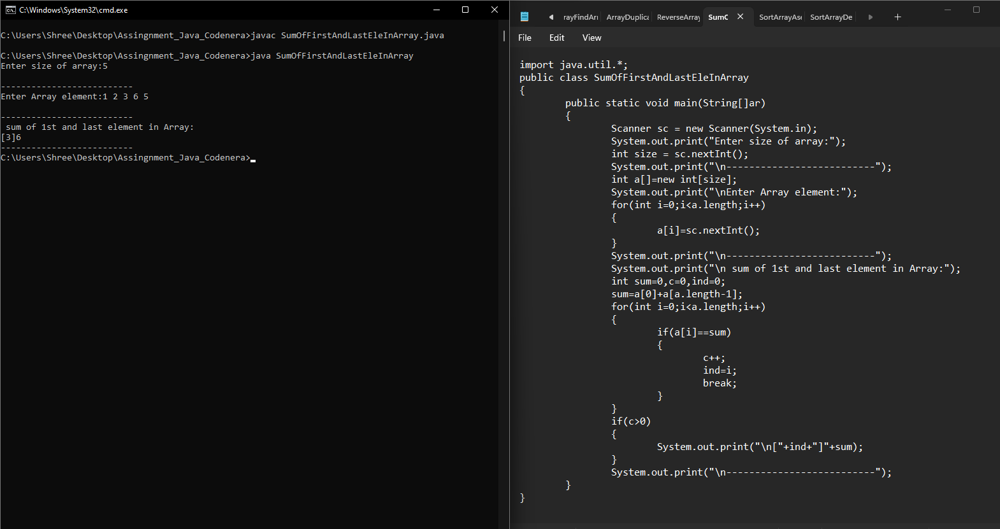 C:\Windows\System32\cmd.exe
C:\Users\Shree\Desktop\Assingnment_Java_Codenera>javac SumOfFirstAndLastEleInArray.java
C:\Users\Shree\Desktop\Assingnment_Java_Codenera>java SumOfFirstAndLastEleInArray
Enter size of array:5
--------------------------
Enter Array element:1 2 3 6 5
--------------------------
 sum of 1st and last element in Array:
[3]6
--------------------------
C:\Users\Shree\Desktop\Assingnment_Java_Codenera>
rayFindAr ArrayDuplica ReverseArray SumO SortArrayAse SortArrayDe
File Edit View
import java.util.*;
public class SumOfFirstAndLastEleInArray
{
        public static void main(String[]ar)
        {
                Scanner sc = new Scanner(System.in);
                System.out.print("Enter size of array:");
                int size = sc.nextInt();
                System.out.print("\n--------------------------");
                int a[]=new int[size];
                System.out.print("\nEnter Array element:");
                for(int i=0;i<a.length;i++)
                {
                        a[i]=sc.nextInt();
                }
                System.out.print("\n--------------------------");
                System.out.print("\n sum of 1st and last element in Array:");
                int sum=0,c=0,ind=0;
                sum=a[0]+a[a.length-1];
                for(int i=0;i<a.length;i++)
                {
                        if(a[i]==sum)
                        {
                                c++;
                                ind=i;
                                break;
                        }
                }
                if(c>0)
                {
                        System.out.print("\n["+ind+"]"+sum);
                }
                System.out.print("\n--------------------------");
        }
}